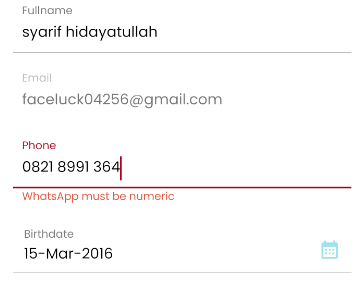 Fullname
syarif hidayatullah
Email
faceluck04256@gmail.com
Phone
0821 8991 364
WhatsApp must be numeric
Birthdate
15-Mar-2016